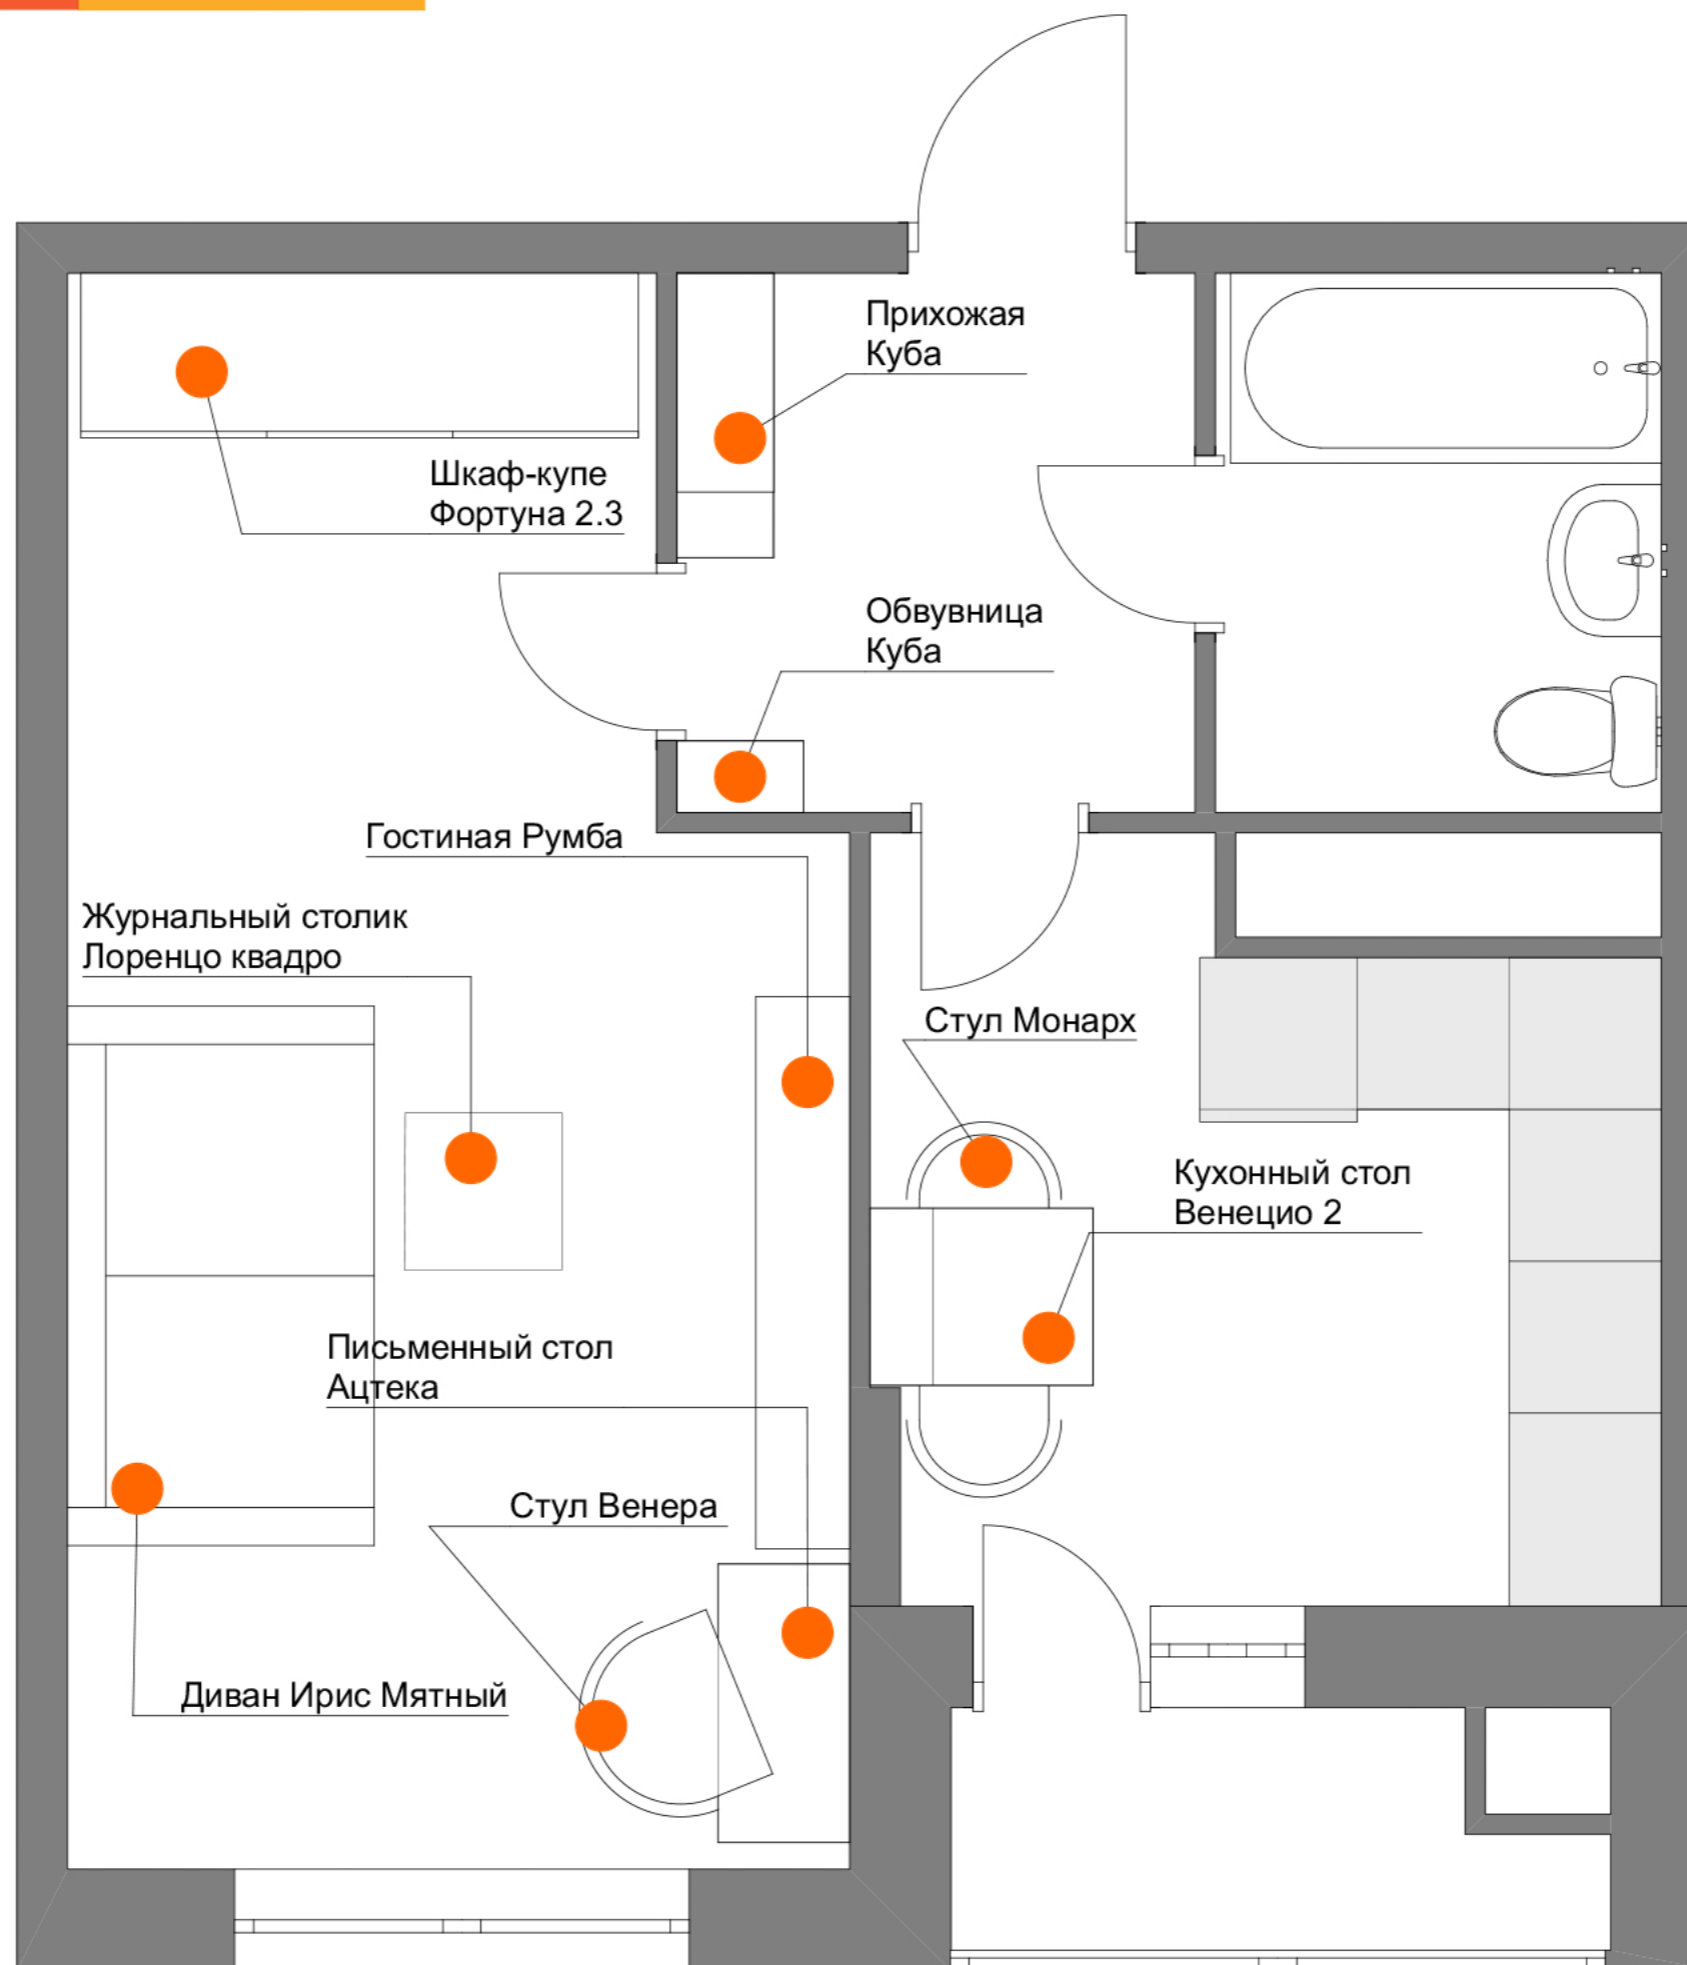 Прихожая
Куба
Шкаф-купе
Фортуна 2.3
Обвувница
Куба
Гостиная Румба
Журнальный столик
Лоренцо квадро
Стул Монарх
Кухонный стол
Венецио 2
Письменный стол
Ацтека
Стул Венера
Диван Ирис Мятный